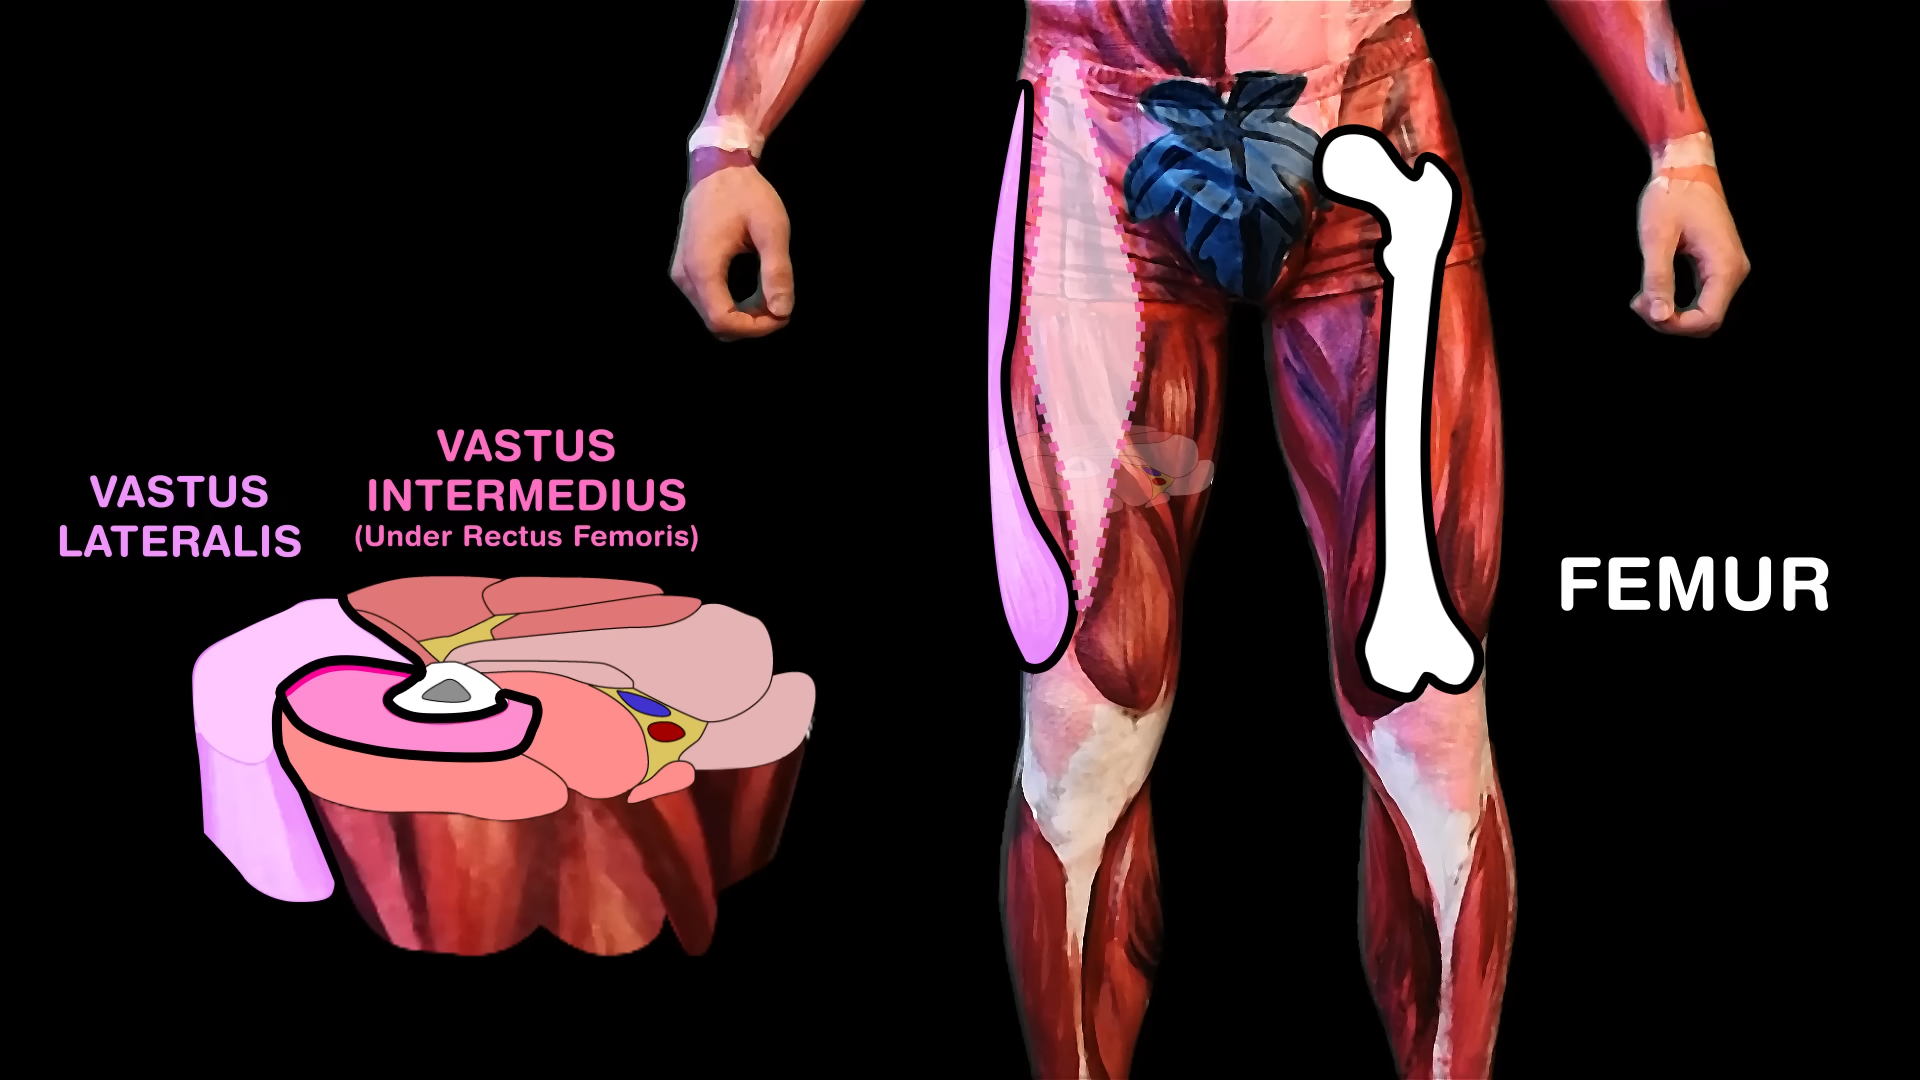 VASTUS
LATERALIS
VASTUS
INTERMEDIUS
(Under Rectus Femoris)
FEMUR